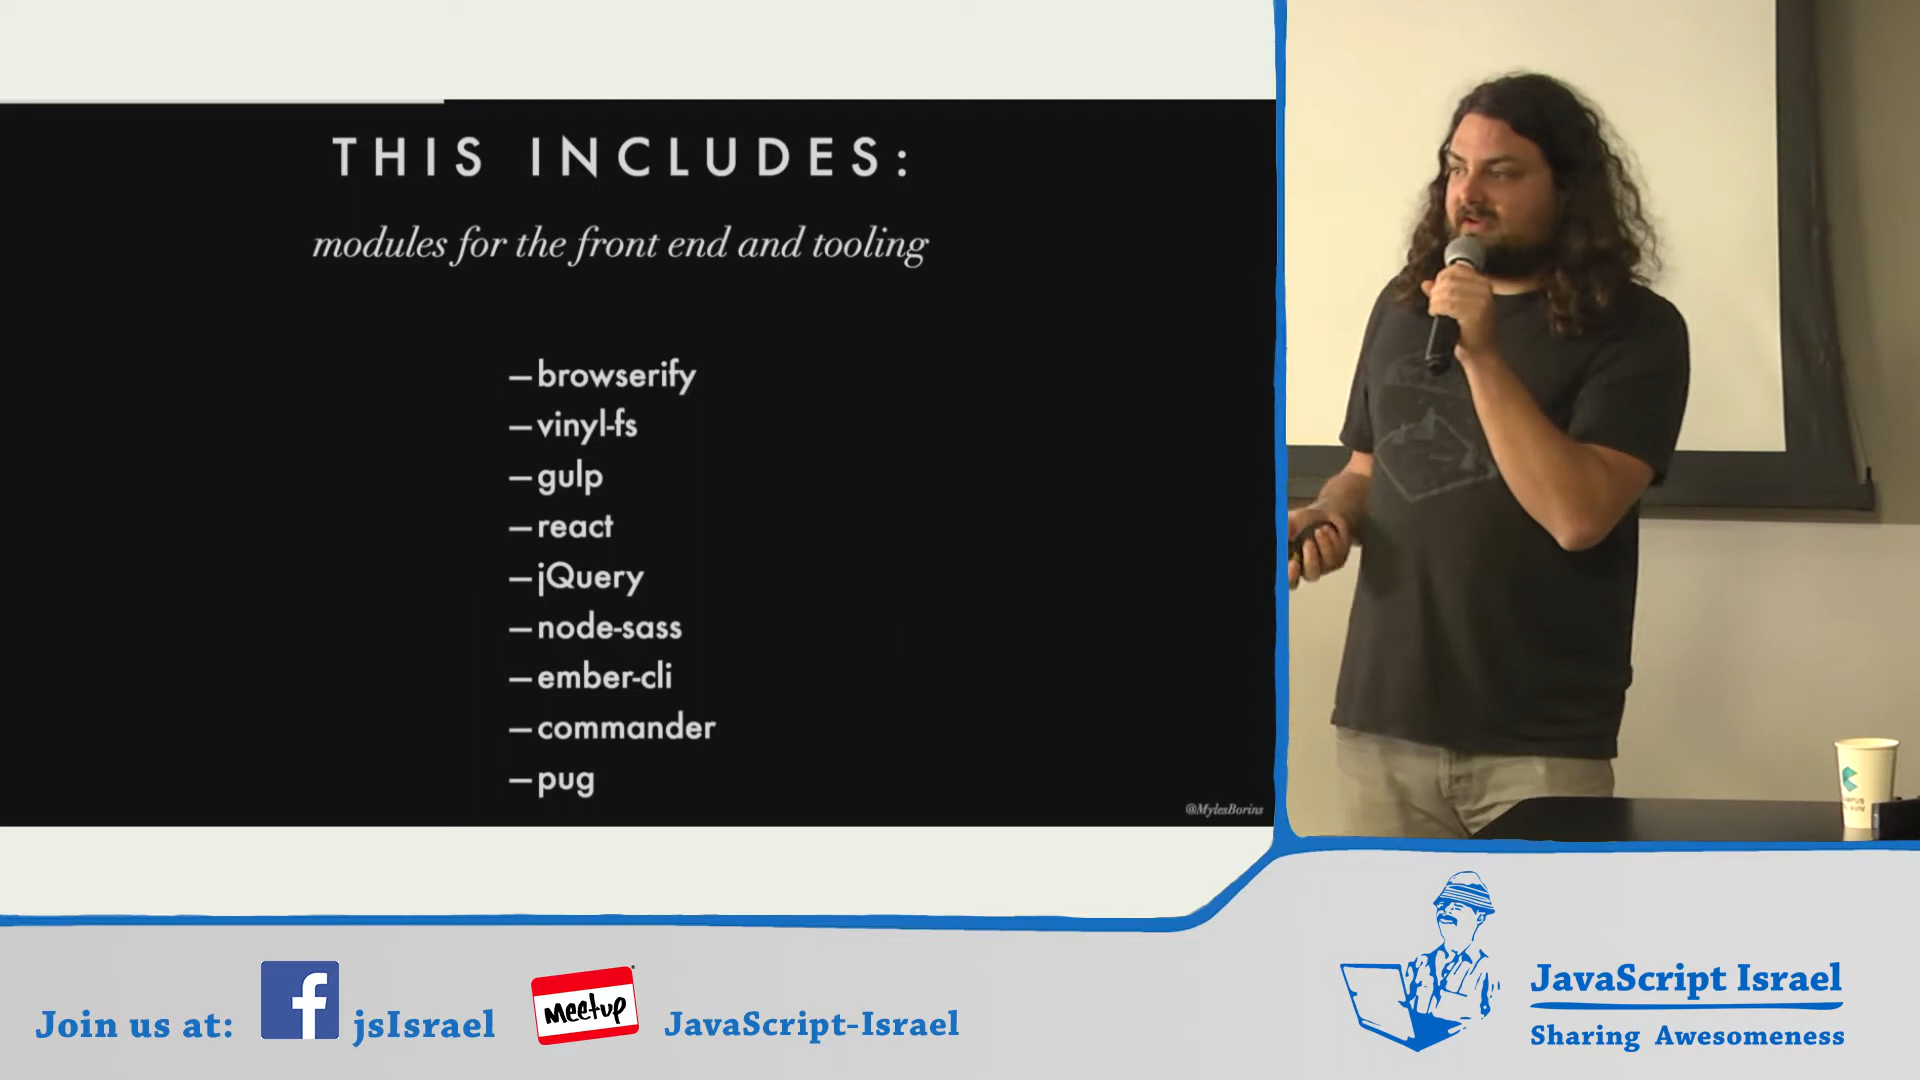 THIS INCLUDES:
modules for the front end and tooling
—browserify
—vinyl-fs
—gulp
—react
—jQuery
—node-sass
—ember-cli
—commander
—pug
@MylesBorins
Join us at:
f
jsIsrael
Meetup
JavaScript-Israel
JavaScript Israel
Sharing Awesomeness